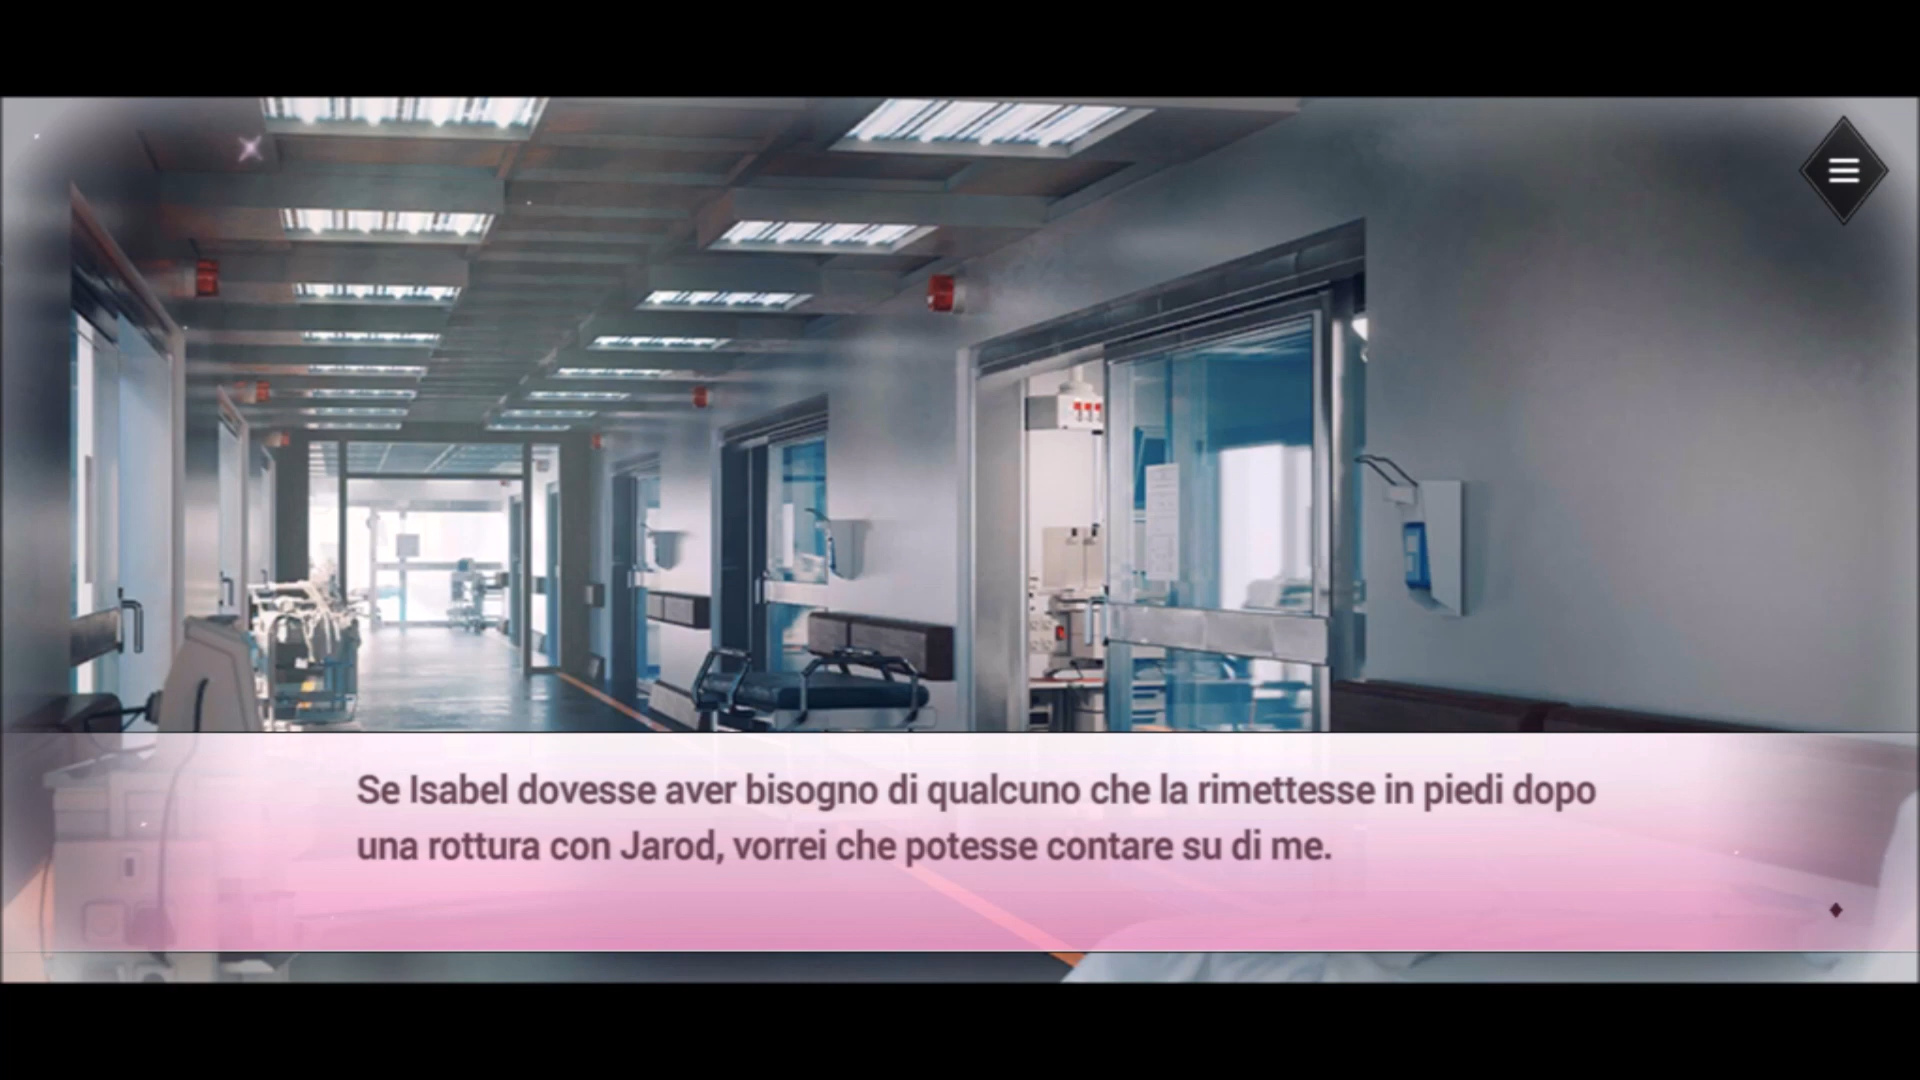 Se Isabel dovesse aver bisogno di qualcuno che la rimettesse in piedi dopo
una rottura con Jarod, vorrei che potesse contare su di me.